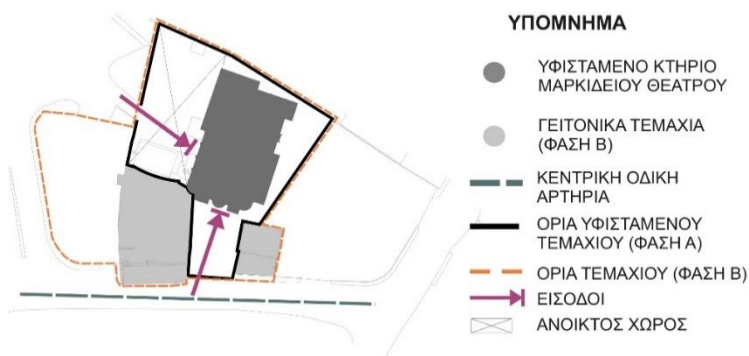 ΥΠΟΜΝΗΜΑ
ΥΦΙΣΤΑΜΕΝΟ ΚΤΗΡΙΟ
ΜΑΡΚΙΔΕΙΟΥ ΘΕΑΤΡΟΥ
ΓΕΙΤΟΝΙΚΑ ΤΕΜΑΧΙΑ
(ΦΑΣΗ Β)
ΚΕΝΤΡΙΚΗ ΟΔΙΚΗ
ΑΡΤΗΡΙΑ
ΟΡΙΑ ΥΦΙΣΤΑΜΕΝΟΥ
ΤΕΜΑΧΙΟΥ (ΦΑΣΗ Α)
ΟΡΙΑ ΤΕΜΑΧΙΟΥ (ΦΑΣΗ Β)
ΕΙΣΟΔΟΙ
ΑΝΟΙΚΤΟΣ ΧΩΡΟΣ